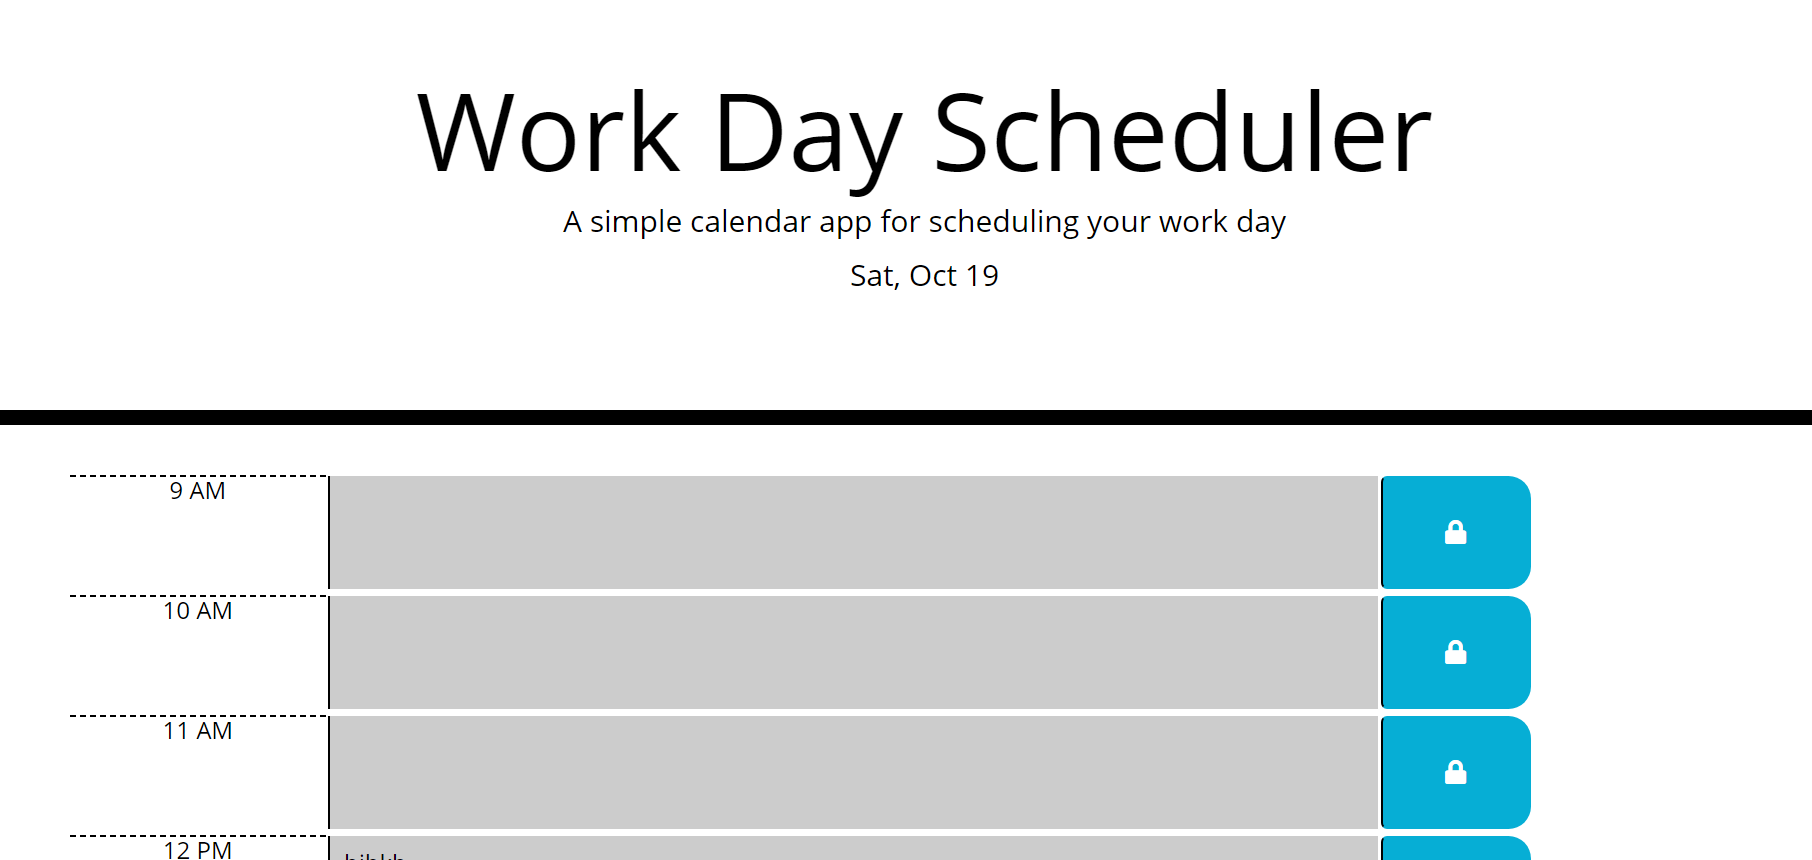 Work Day Scheduler
A simple calendar app for scheduling your work day
Sat, Oct 19
9 AM
10 AM
11 AM
12 PM